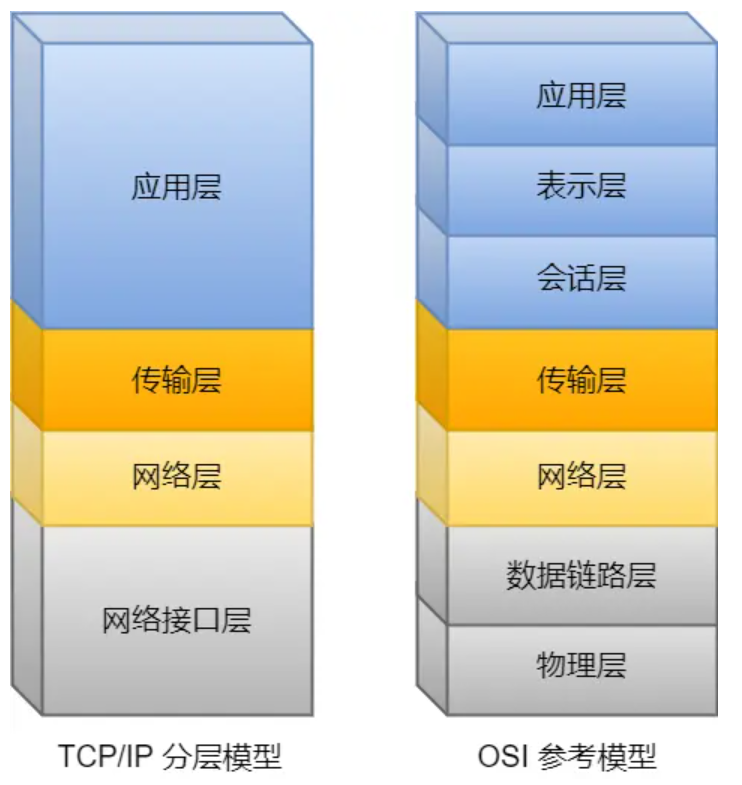 应用层
传输层
网络层
网络接口层
TCP/IP 分层模型
应用层
表示层
会话层
传输层
网络层
数据链路层
物理层
OSI 参考模型